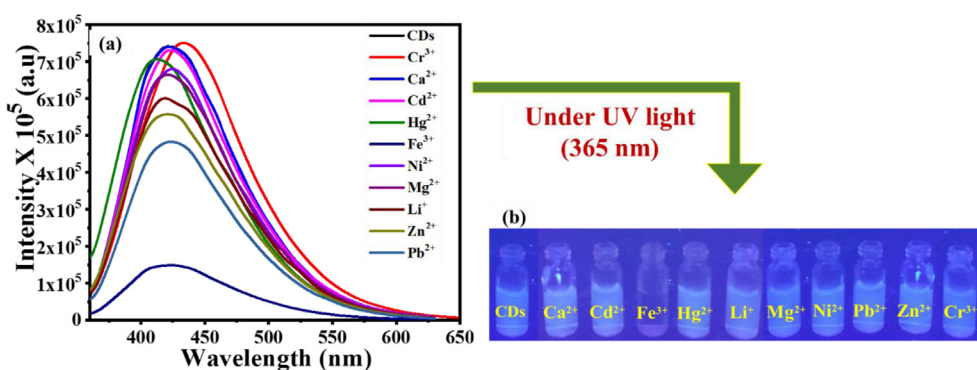 (a)
8x10⁵
7x10⁵
6x10⁵
5x10⁵
4x10⁵
3x10⁵
2x10⁵
1x10⁵
0
Intensity X 10⁵ (a.u)
400 450 500 550 600 650
Wavelength (nm)
CDs
Cr³⁺
Ca²⁺
Cd²⁺
Hg²⁺
Fe³⁺
Ni²⁺
Mg²⁺
Li⁺
Zn²⁺
Pb²⁺
Under UV light
(365 nm)
(b)
CDs Ca²⁺ Cd²⁺ Fe³⁺ Hg²⁺ Li⁺ Mg²⁺ Ni²⁺ Pb²⁺ Zn²⁺ Cr³⁺